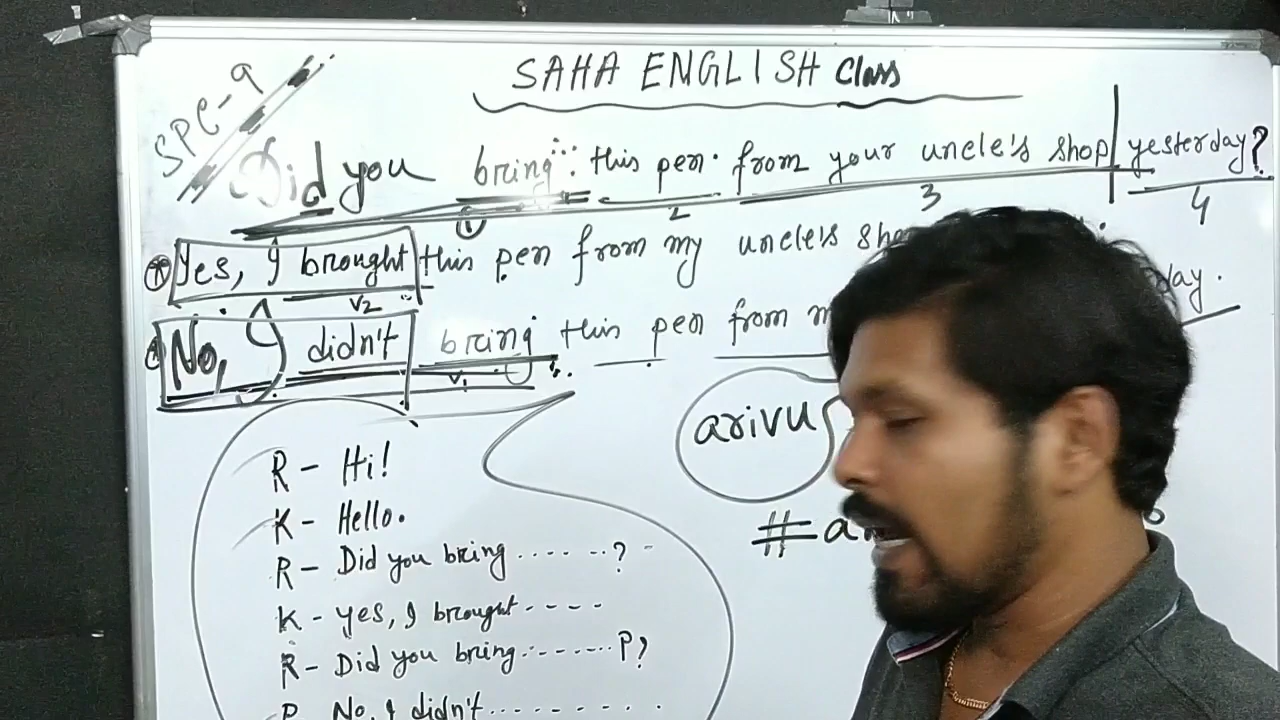 SAHA ENGLISH Class
SPE-9
Did you bring this pen from your uncle's shop yesterday?
1 2 3 4
Yes, I brought this pen from my uncle's
V2
No, I didn't bring this pen from
V1
arivu
R - Hi!
K - Hello.
R - Did you bring ...... ?
K - yes, I brought - - - -
R - Did you bring ........ P?
No, I didn't.........